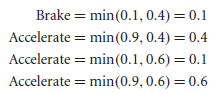 Brake = min(0.1, 0.4) = 0.1
Accelerate = min(0.9, 0.4) = 0.4
Accelerate = min(0.1, 0.6) = 0.1
Accelerate = min(0.9, 0.6) = 0.6